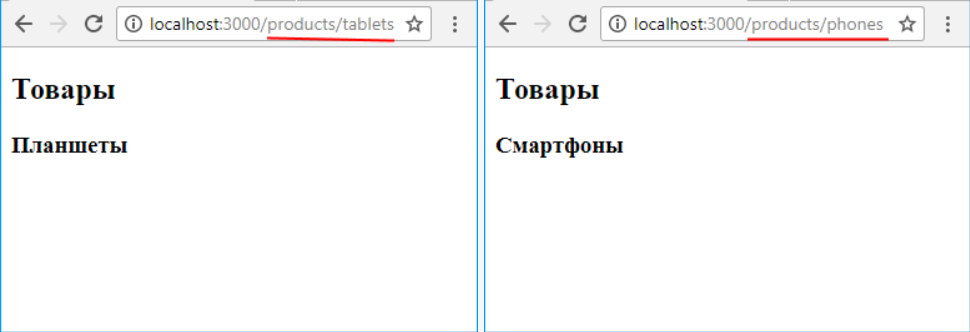 localhost:3000/products/tablets
Товары
Планшеты
localhost:3000/products/phones
Товары
Смартфоны